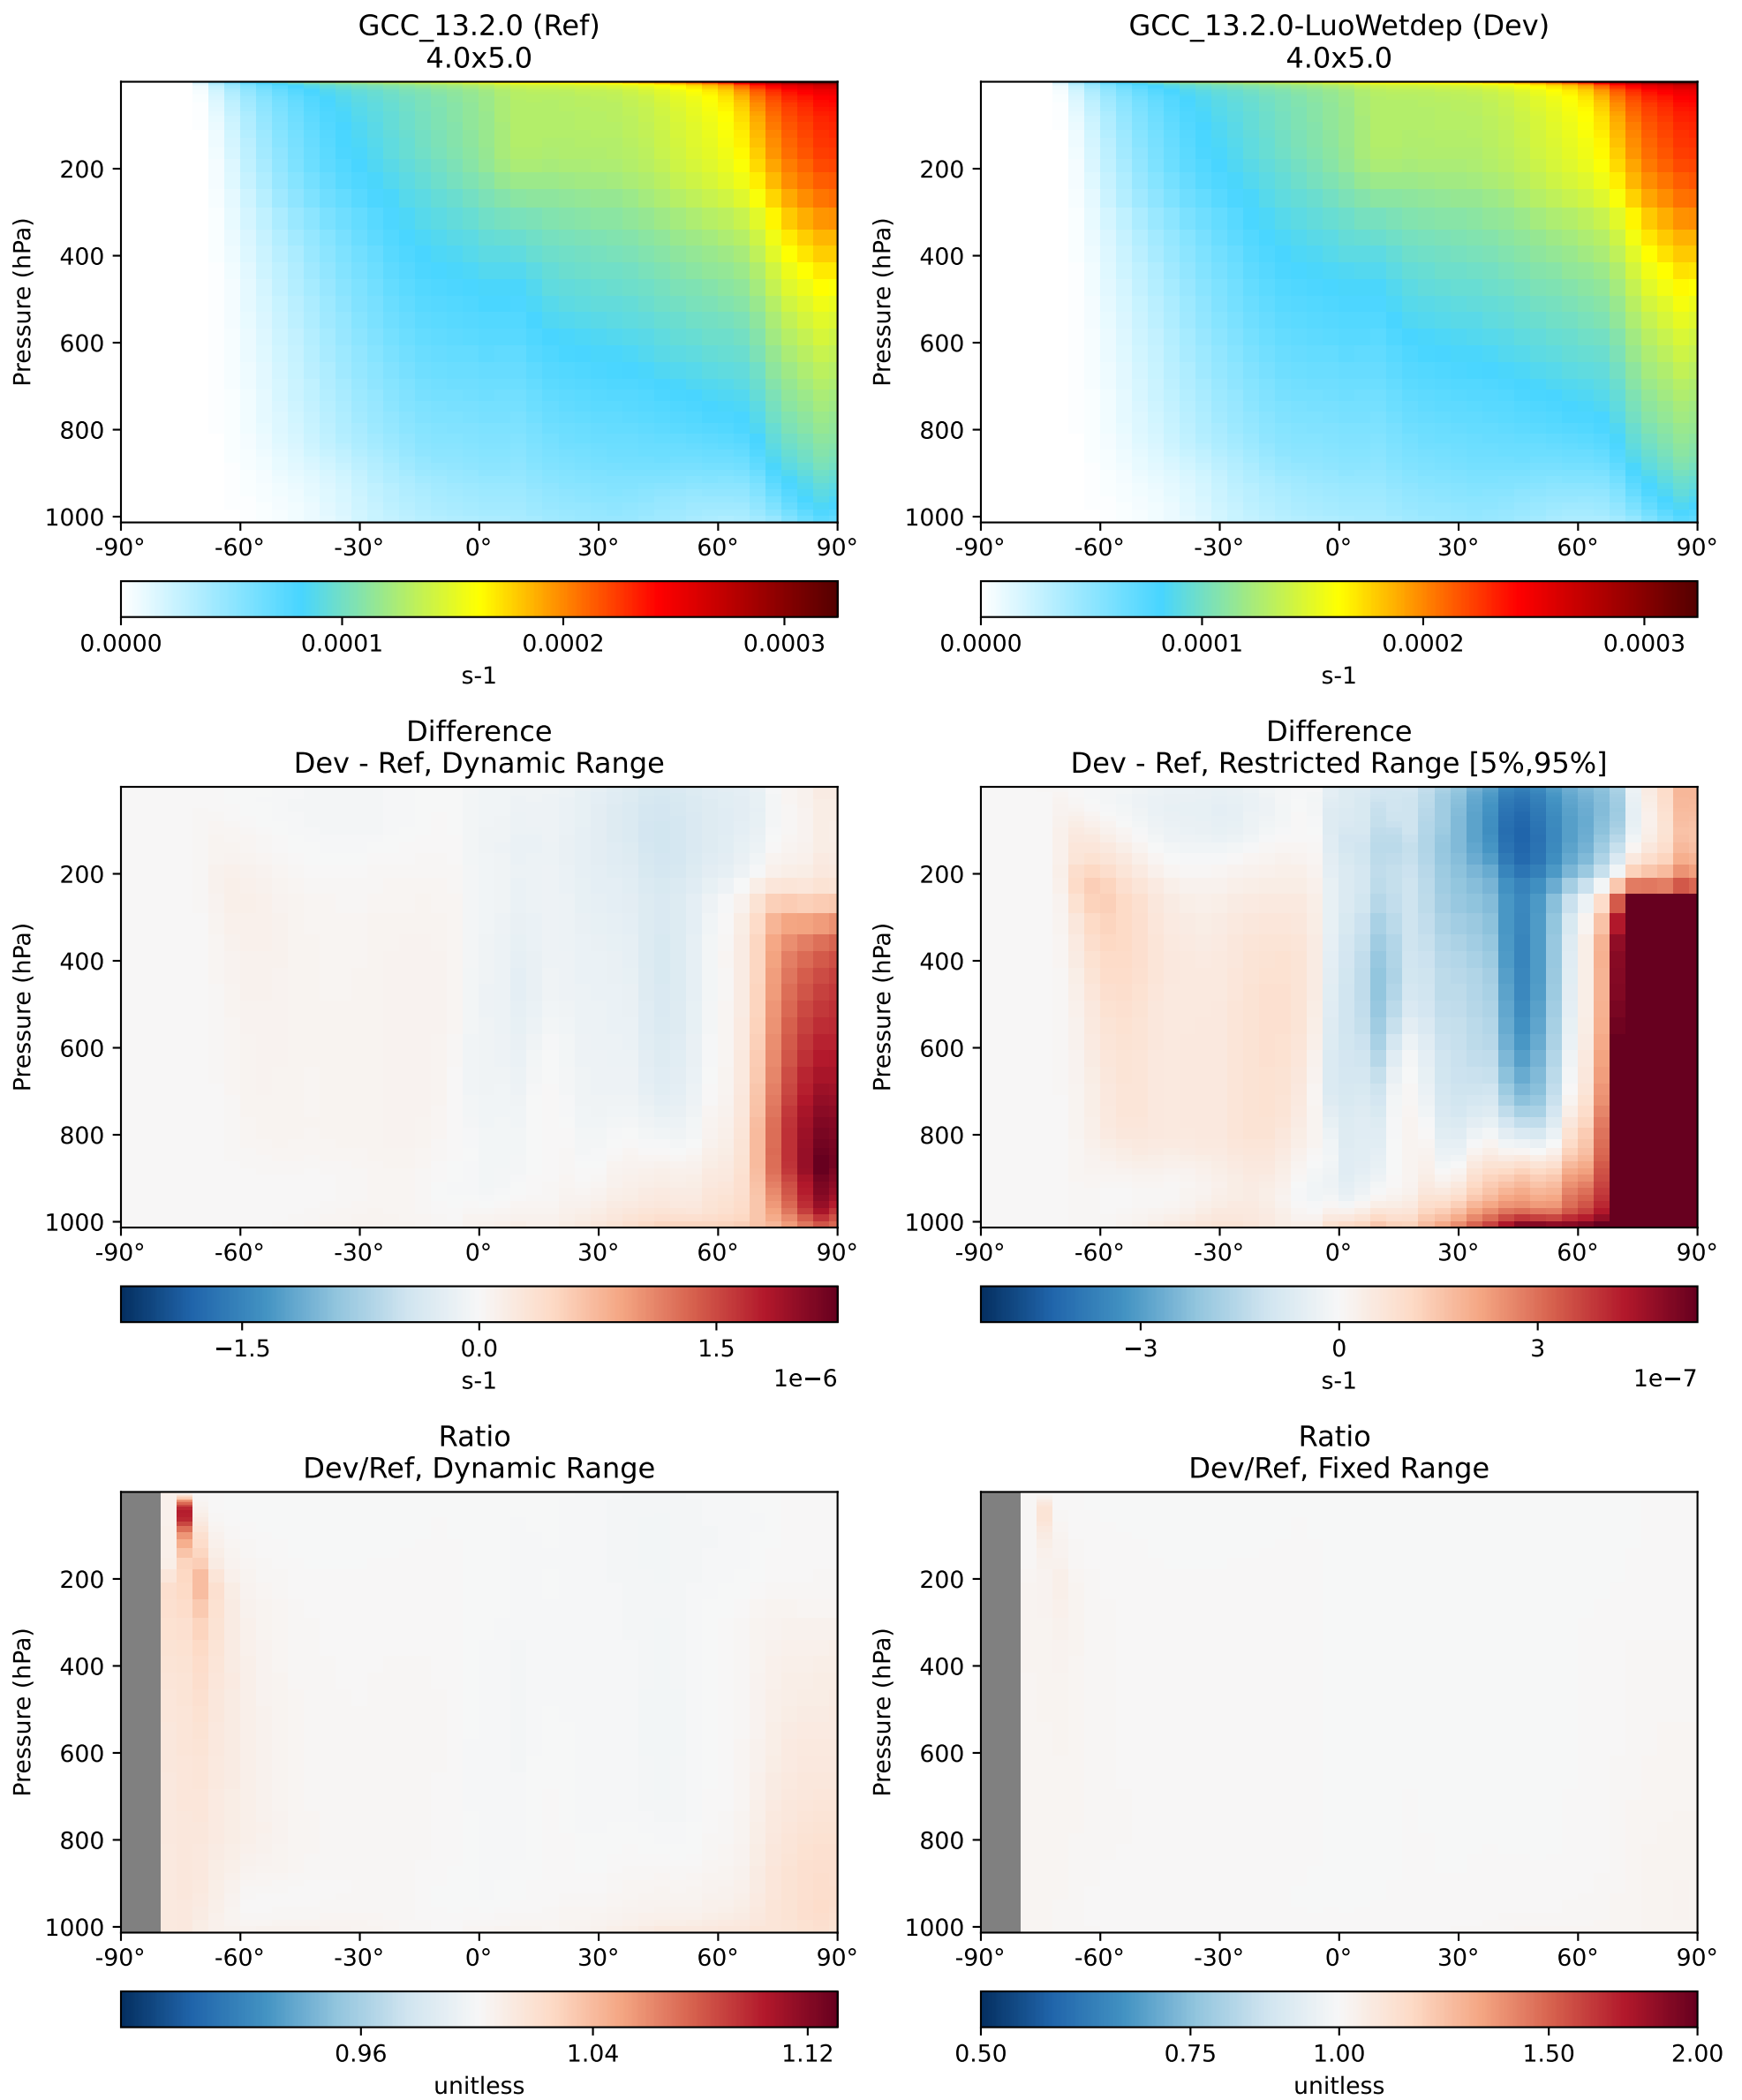 GCC_13.2.0 (Ref)
4.0x5.0
Pressure (hPa)
200
400
600
800
1000
-90° -60° -30° 0° 30° 60° 90°
0.0000 0.0001 0.0002 0.0003
s-1
GCC_13.2.0-LuoWetdep (Dev)
4.0x5.0
Pressure (hPa)
200
400
600
800
1000
-90° -60° -30° 0° 30° 60° 90°
0.0000 0.0001 0.0002 0.0003
s-1
Difference
Dev - Ref, Dynamic Range
Pressure (hPa)
200
400
600
800
1000
-90° -60° -30° 0° 30° 60° 90°
−1.5 0.0 1.5
s-1 1e−6
Difference
Dev - Ref, Restricted Range [5%,95%]
Pressure (hPa)
200
400
600
800
1000
-90° -60° -30° 0° 30° 60° 90°
−3 0 3
s-1 1e−7
Ratio
Dev/Ref, Dynamic Range
Pressure (hPa)
200
400
600
800
1000
-90° -60° -30° 0° 30° 60° 90°
0.96 1.04 1.12
unitless
Ratio
Dev/Ref, Fixed Range
Pressure (hPa)
200
400
600
800
1000
-90° -60° -30° 0° 30° 60° 90°
0.50 0.75 1.00 1.50 2.00
unitless